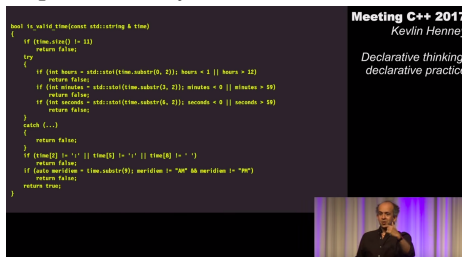 bool is_valid_time(const std::string & time)
{
if (time.size() != 11)
return false;
try
{
if (int hours = std::stoi(time.substr(0, 2)); hours < 1 || hours > 12)
return false;
if (int minutes = std::stoi(time.substr(3, 2)); minutes < 0 || minutes > 59)
return false;
if (int seconds = std::stoi(time.substr(6, 2)); seconds < 0 || seconds > 59)
return false;
}
catch (...)
{
return false;
}
if (time[2] != ':' || time[5] != ':' || time[8] != ' ')
return false;
if (auto meridiem = time.substr(9); meridiem != "AM" && meridiem != "PM")
return false;
return true;
}
Meeting C++ 2017
Kevlin Henney
Declarative thinking,
declarative practice